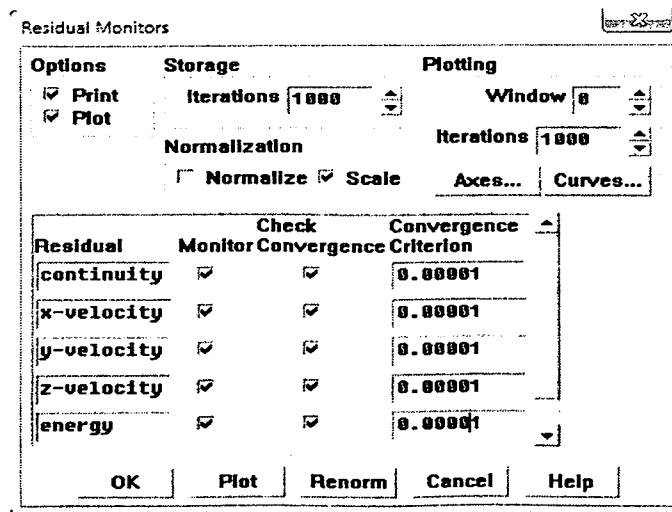 Residual Monitors
Options Storage Plotting
Print Iterations 1000 Window 0
Plot
Iterations 1000
Normalization
Normalize Scale Axes... Curves...
Check Convergence
Residual Monitor Convergence Criterion
continuity 0.00001
x-velocity 0.00001
y-velocity 0.00001
z-velocity 0.00001
energy 0.00001
OK Plot Renorm Cancel Help